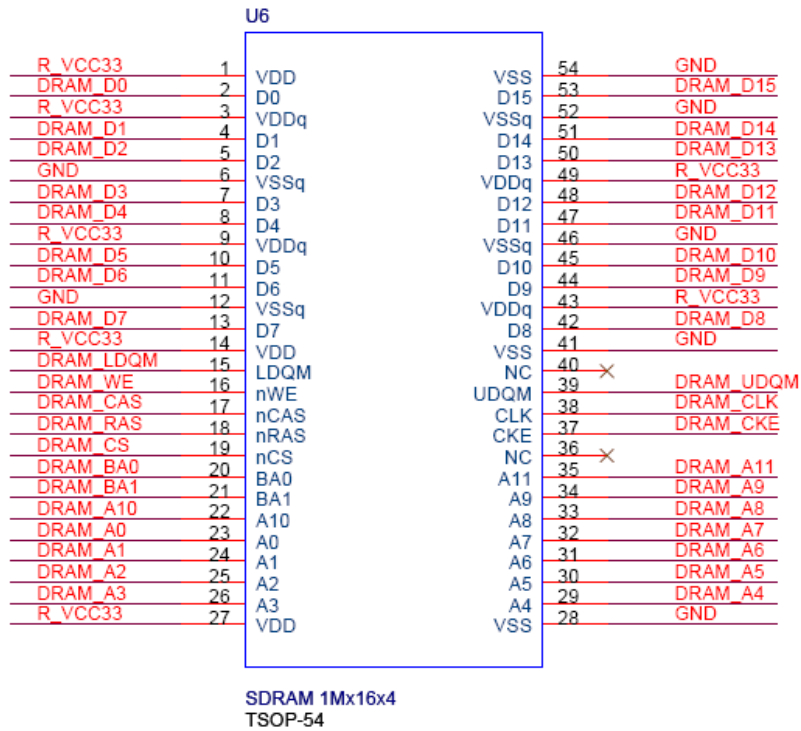 U6
R_VCC33 1 VDD VSS 54 GND
DRAM_D0 2 D0 D15 53 DRAM_D15
R_VCC33 3 VDDq VSSq 52 GND
DRAM_D1 4 D1 D14 51 DRAM_D14
DRAM_D2 5 D2 D13 50 DRAM_D13
GND 6 VSSq VDDq 49 R_VCC33
DRAM_D3 7 D3 D12 48 DRAM_D12
DRAM_D4 8 D4 D11 47 DRAM_D11
R_VCC33 9 VDDq VSSq 46 GND
DRAM_D5 10 D5 D10 45 DRAM_D10
DRAM_D6 11 D6 D9 44 DRAM_D9
GND 12 VSSq VDDq 43 R_VCC33
DRAM_D7 13 D7 D8 42 DRAM_D8
R_VCC33 14 VDD VSS 41 GND
DRAM_LDQM 15 LDQM NC 40
DRAM_WE 16 nWE UDQM 39 DRAM_UDQM
DRAM_CAS 17 nCAS CLK 38 DRAM_CLK
DRAM_RAS 18 nRAS CKE 37 DRAM_CKE
DRAM_CS 19 nCS NC 36
DRAM_BA0 20 BA0 A11 35 DRAM_A11
DRAM_BA1 21 BA1 A9 34 DRAM_A9
DRAM_A10 22 A10 A8 33 DRAM_A8
DRAM_A0 23 A0 A7 32 DRAM_A7
DRAM_A1 24 A1 A6 31 DRAM_A6
DRAM_A2 25 A2 A5 30 DRAM_A5
DRAM_A3 26 A3 A4 29 DRAM_A4
R_VCC33 27 VDD VSS 28 GND
SDRAM 1Mx16x4
TSOP-54